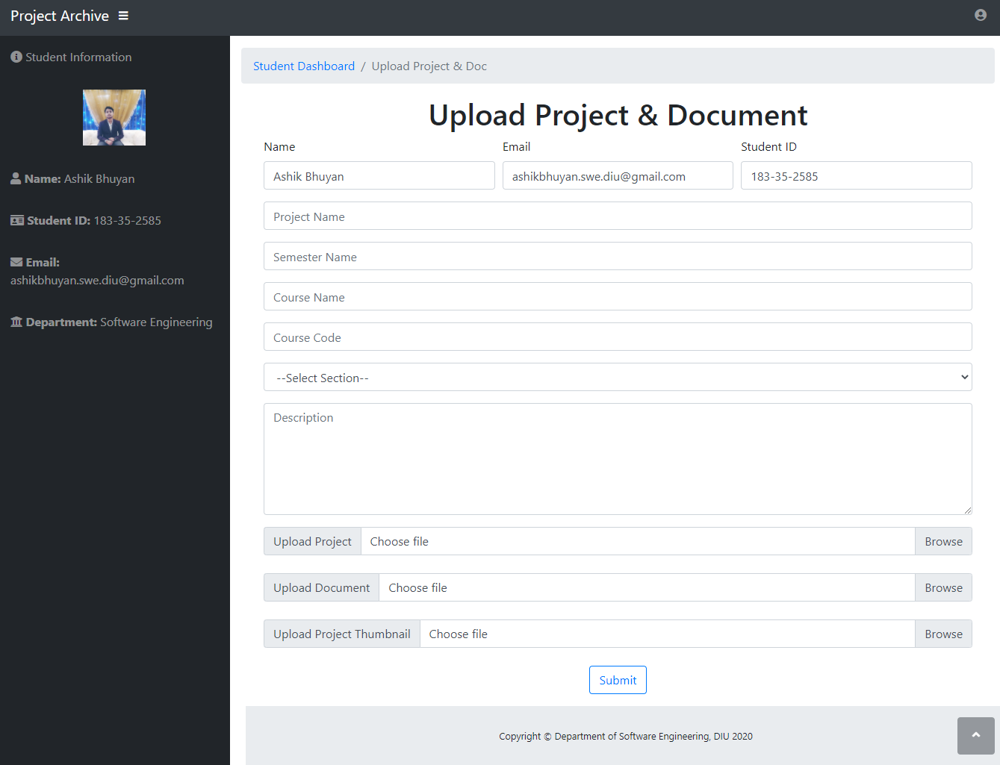 Project Archive
Student Information
Name: Ashik Bhuyan
Student ID: 183-35-2585
Email:
ashikbhuyan.swe.diu@gmail.com
Department: Software Engineering
Student Dashboard / Upload Project & Doc
Upload Project & Document
Name Email Student ID
Ashik Bhuyan ashikbhuyan.swe.diu@gmail.com 183-35-2585
Project Name
Semester Name
Course Name
Course Code
--Select Section--
Description
Upload Project Choose file Browse
Upload Document Choose file Browse
Upload Project Thumbnail Choose file Browse
Submit
Copyright © Department of Software Engineering, DIU 2020